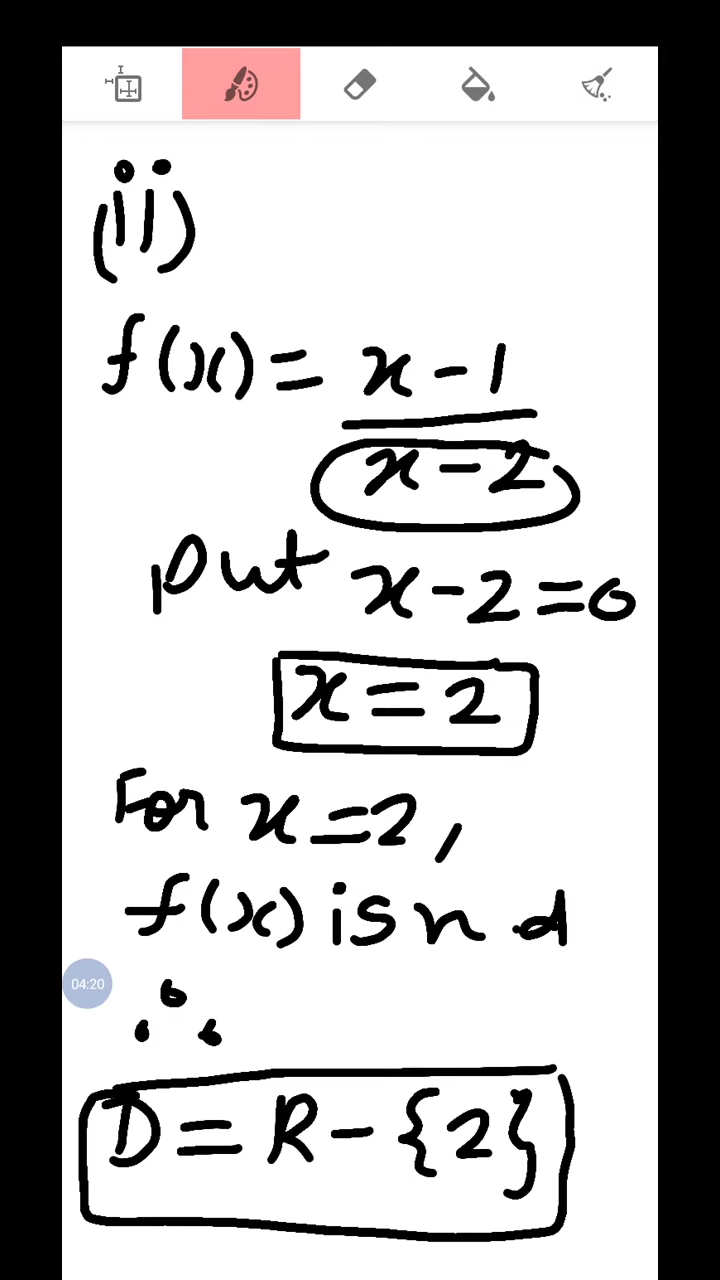 (ii)
f(x) = x - 1
x - 2
put x - 2 = 0
x = 2
For x = 2,
f(x) is n d
04:20
∴
D = R - {2}